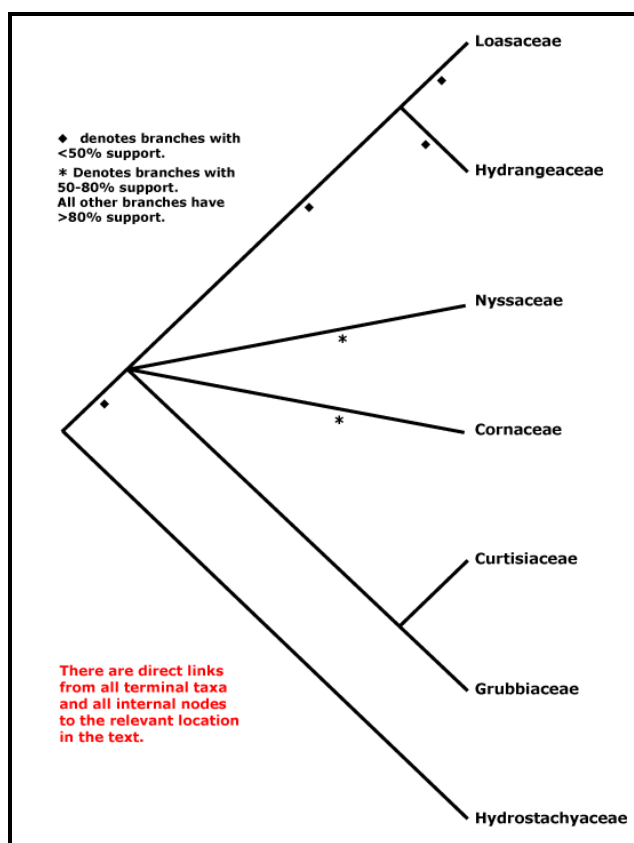 Loasaceae
◆ denotes branches with
<50% support.
* Denotes branches with
50-80% support.
All other branches have
>80% support.
Hydrangeaceae
Nyssaceae
Cornaceae
Curtisiaceae
There are direct links
from all terminal taxa
and all internal nodes
to the relevant location
in the text.
Grubbiaceae
Hydrostachyaceae